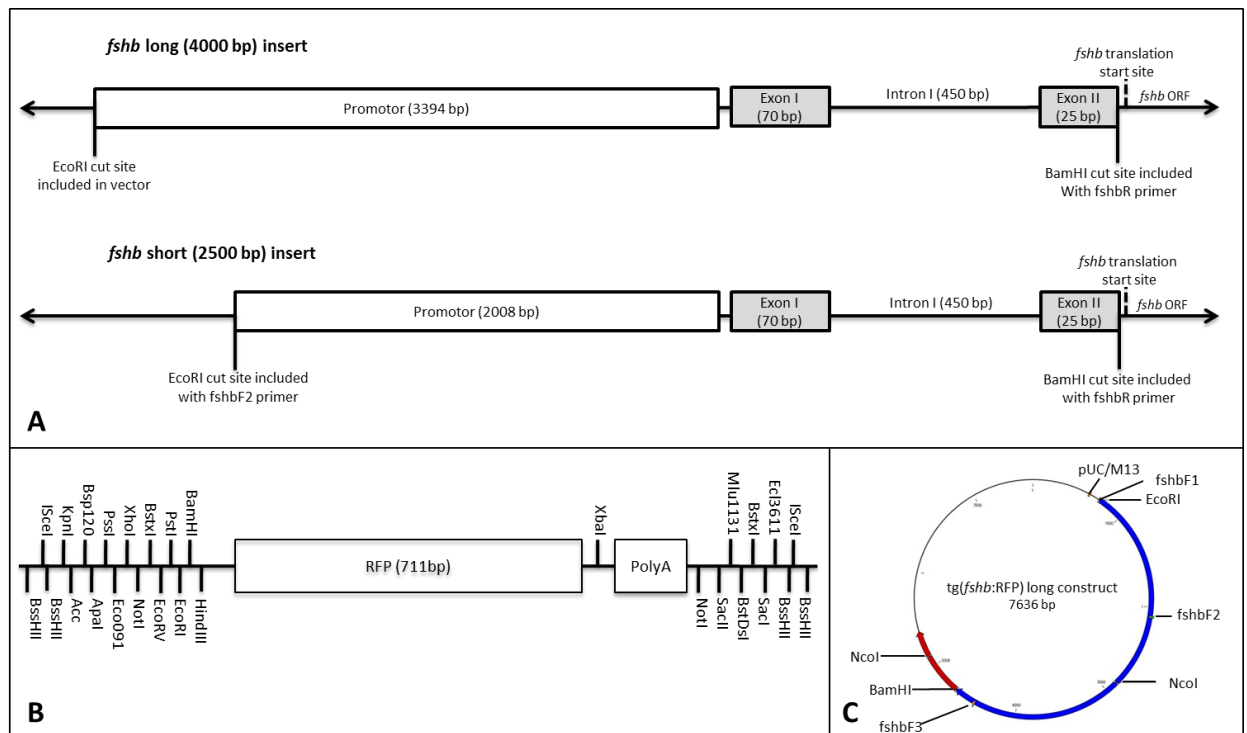 fshb long (4000 bp) insert
fshb translation
start site
Promotor (3394 bp)
Exon I
(70 bp)
Intron I (450 bp)
Exon II
(25 bp)
fshb ORF
EcoRI cut site
included in vector
BamHI cut site included
With fshbR primer
fshb short (2500 bp) insert
fshb translation
start site
Promotor (2008 bp)
Exon I
(70 bp)
Intron I (450 bp)
Exon II
(25 bp)
fshb ORF
EcoRI cut site included
with fshbF2 primer
BamHI cut site included
with fshbR primer
A
ISceI
KpnI
Bsp120
PssI
XhoI
BstxI
PstI
BamHI
BssHII
BssHII
Acc
ApaI
Eco091
NotI
EcoRV
EcoRI
HindIII
RFP (711bp)
XbaI
PolyA
Mlu1131
BstxI
Ecl3611
ISceI
NotI
SacII
BstDsI
SacI
BssHII
BssHII
B
pUC/M13
fshbF1
EcoRI
tg(fshb:RFP) long construct
7636 bp
fshbF2
NcoI
NcoI
BamHI
fshbF3
C